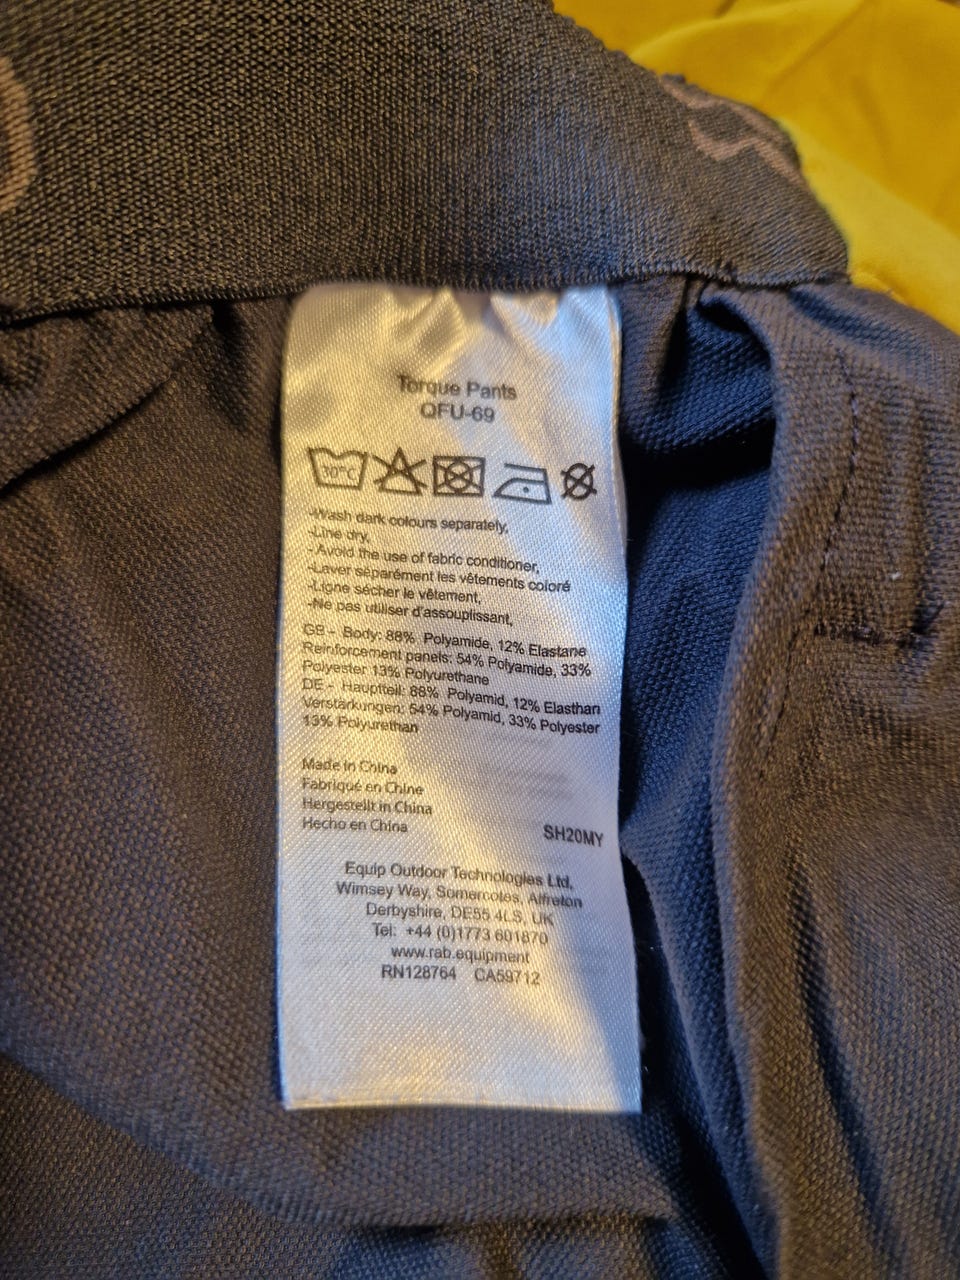 Torque Pants
QFU-69
30°C
-Wash dark colours separately,
-Line dry,
-Avoid the use of fabric conditioner,
-Laver séparément les vêtements coloré
-Ligne sécher le vêtement,
-Ne pas utiliser d'assouplissant,
GB - Body: 88% Polyamide, 12% Elastane
Reinforcement panels: 54% Polyamide, 33%
Polyester 13% Polyurethane
DE - Hauptteil: 88% Polyamid, 12% Elasthan
Verstärkungen: 54% Polyamid, 33% Polyester
13% Polyurethan
Made in China
Fabriqué en Chine
Hergestellt in China
Hecho en China
SH20MY
Equip Outdoor Technologies Ltd,
Wimsey Way, Somercotes, Alfreton
Derbyshire, DE55 4LS, UK
Tel: +44 (0)1773 601870
www.rab.equipment
RN128764 CA59712